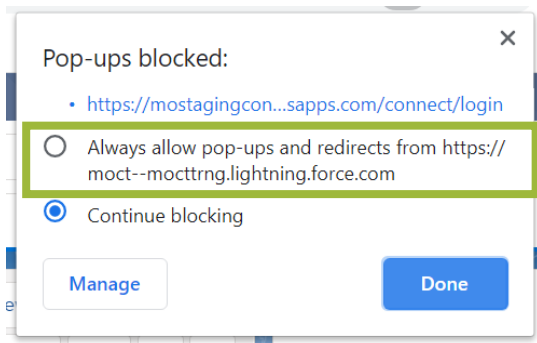 Pop-ups blocked:
• https://mostagingcon...sapps.com/connect/login
Always allow pop-ups and redirects from https://
moct--mocttrng.lightning.force.com
Continue blocking
Manage
Done